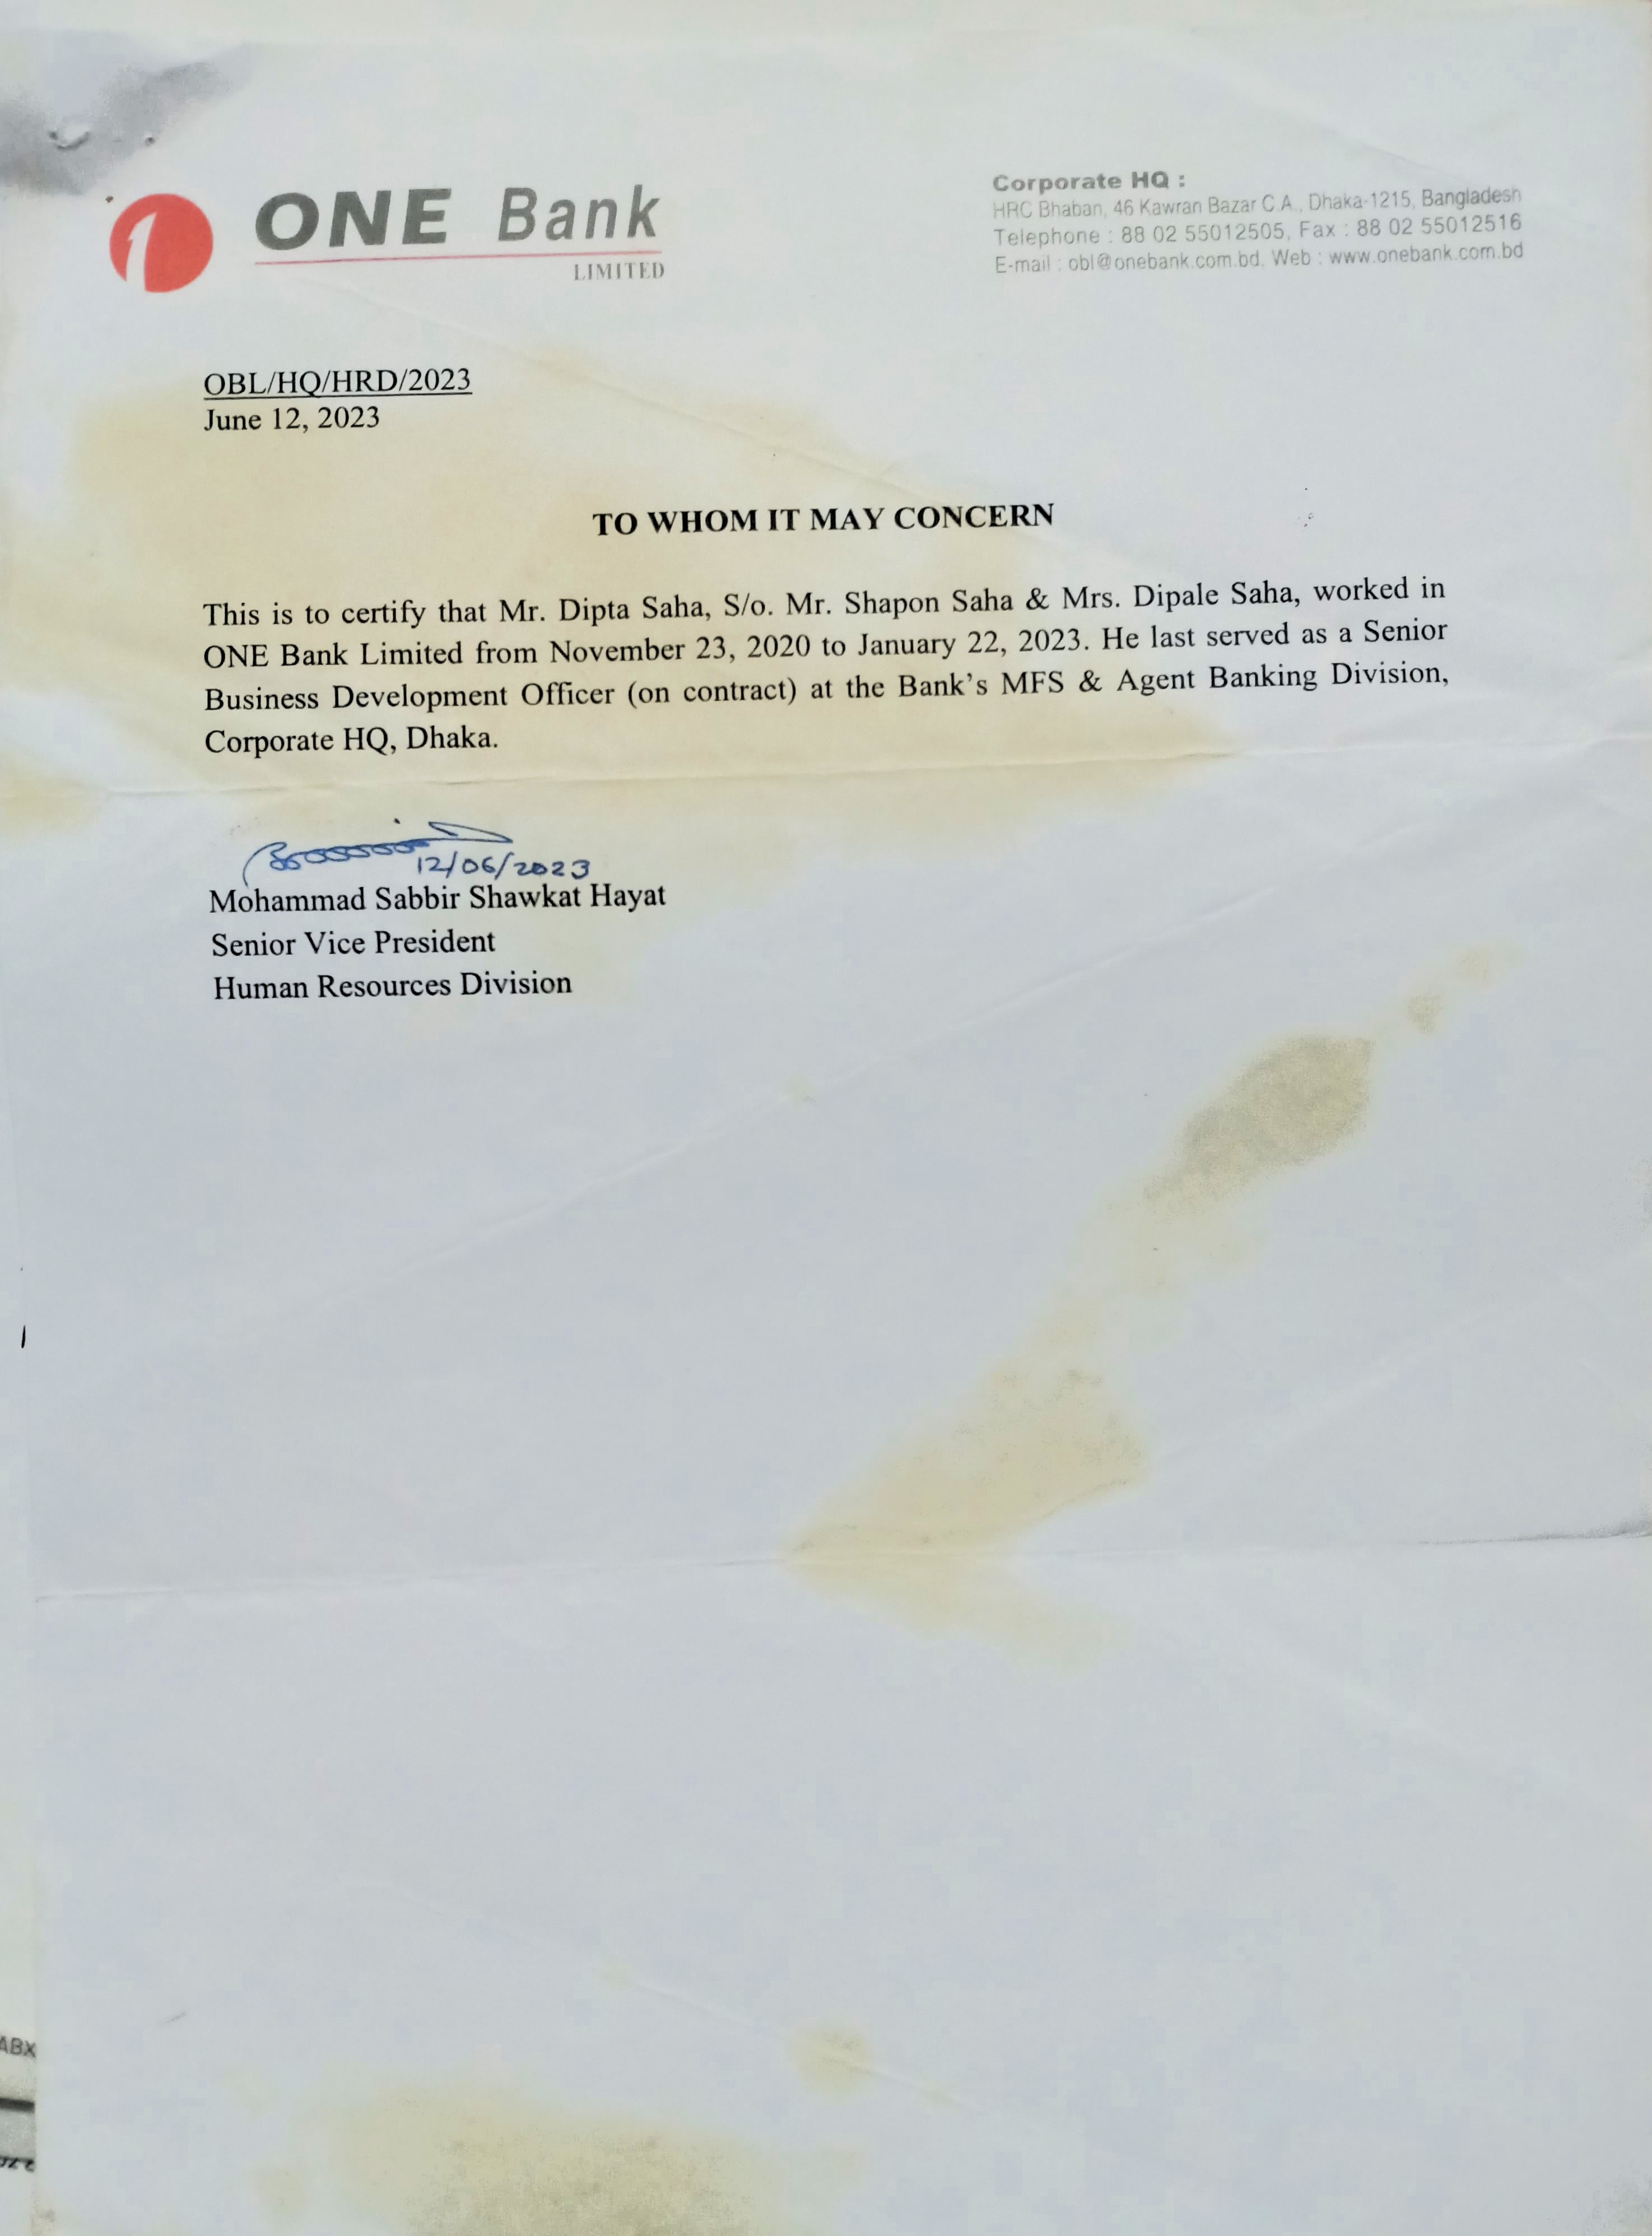 ONE Bank
LIMITED
Corporate HQ :
HRC Bhaban, 46 Kawran Bazar C.A., Dhaka-1215, Bangladesh
Telephone : 88 02 55012505, Fax : 88 02 55012516
E-mail : obl@onebank.com.bd, Web : www.onebank.com.bd
OBL/HQ/HRD/2023
June 12, 2023
TO WHOM IT MAY CONCERN
This is to certify that Mr. Dipta Saha, S/o. Mr. Shapon Saha & Mrs. Dipale Saha, worked in
ONE Bank Limited from November 23, 2020 to January 22, 2023. He last served as a Senior
Business Development Officer (on contract) at the Bank's MFS & Agent Banking Division,
Corporate HQ, Dhaka.
12/06/2023
Mohammad Sabbir Shawkat Hayat
Senior Vice President
Human Resources Division
ABX